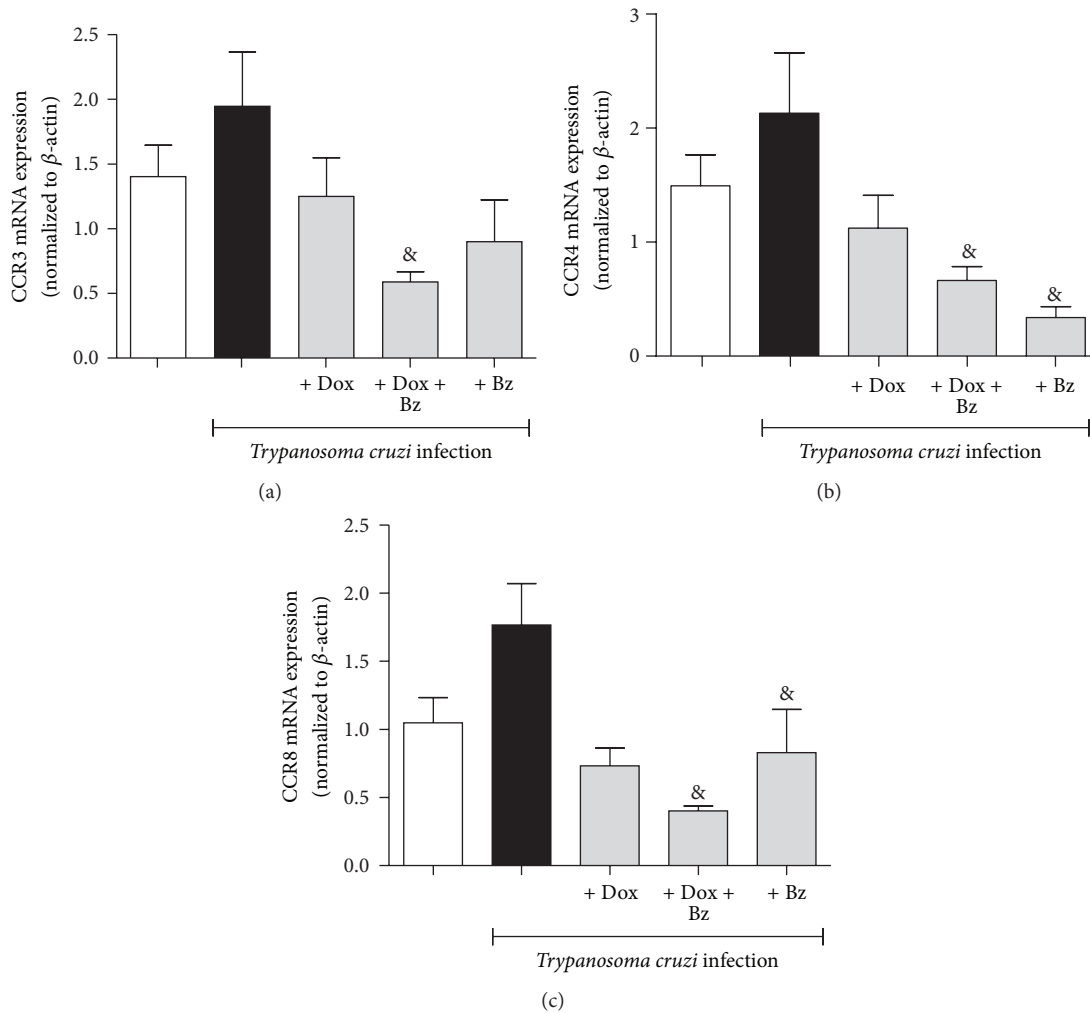 CCR3 mRNA expression
(normalized to β-actin)
2.5
2.0
1.5
1.0
0.5
0.0
&
+ Dox
+ Dox +
Bz
+ Bz
Trypanosoma cruzi infection
(a)
CCR4 mRNA expression
(normalized to β-actin)
3
2
1
0
&
&
+ Dox
+ Dox +
Bz
+ Bz
Trypanosoma cruzi infection
(b)
CCR8 mRNA expression
(normalized to β-actin)
2.5
2.0
1.5
1.0
0.5
0.0
&
&
+ Dox
+ Dox +
Bz
+ Bz
Trypanosoma cruzi infection
(c)